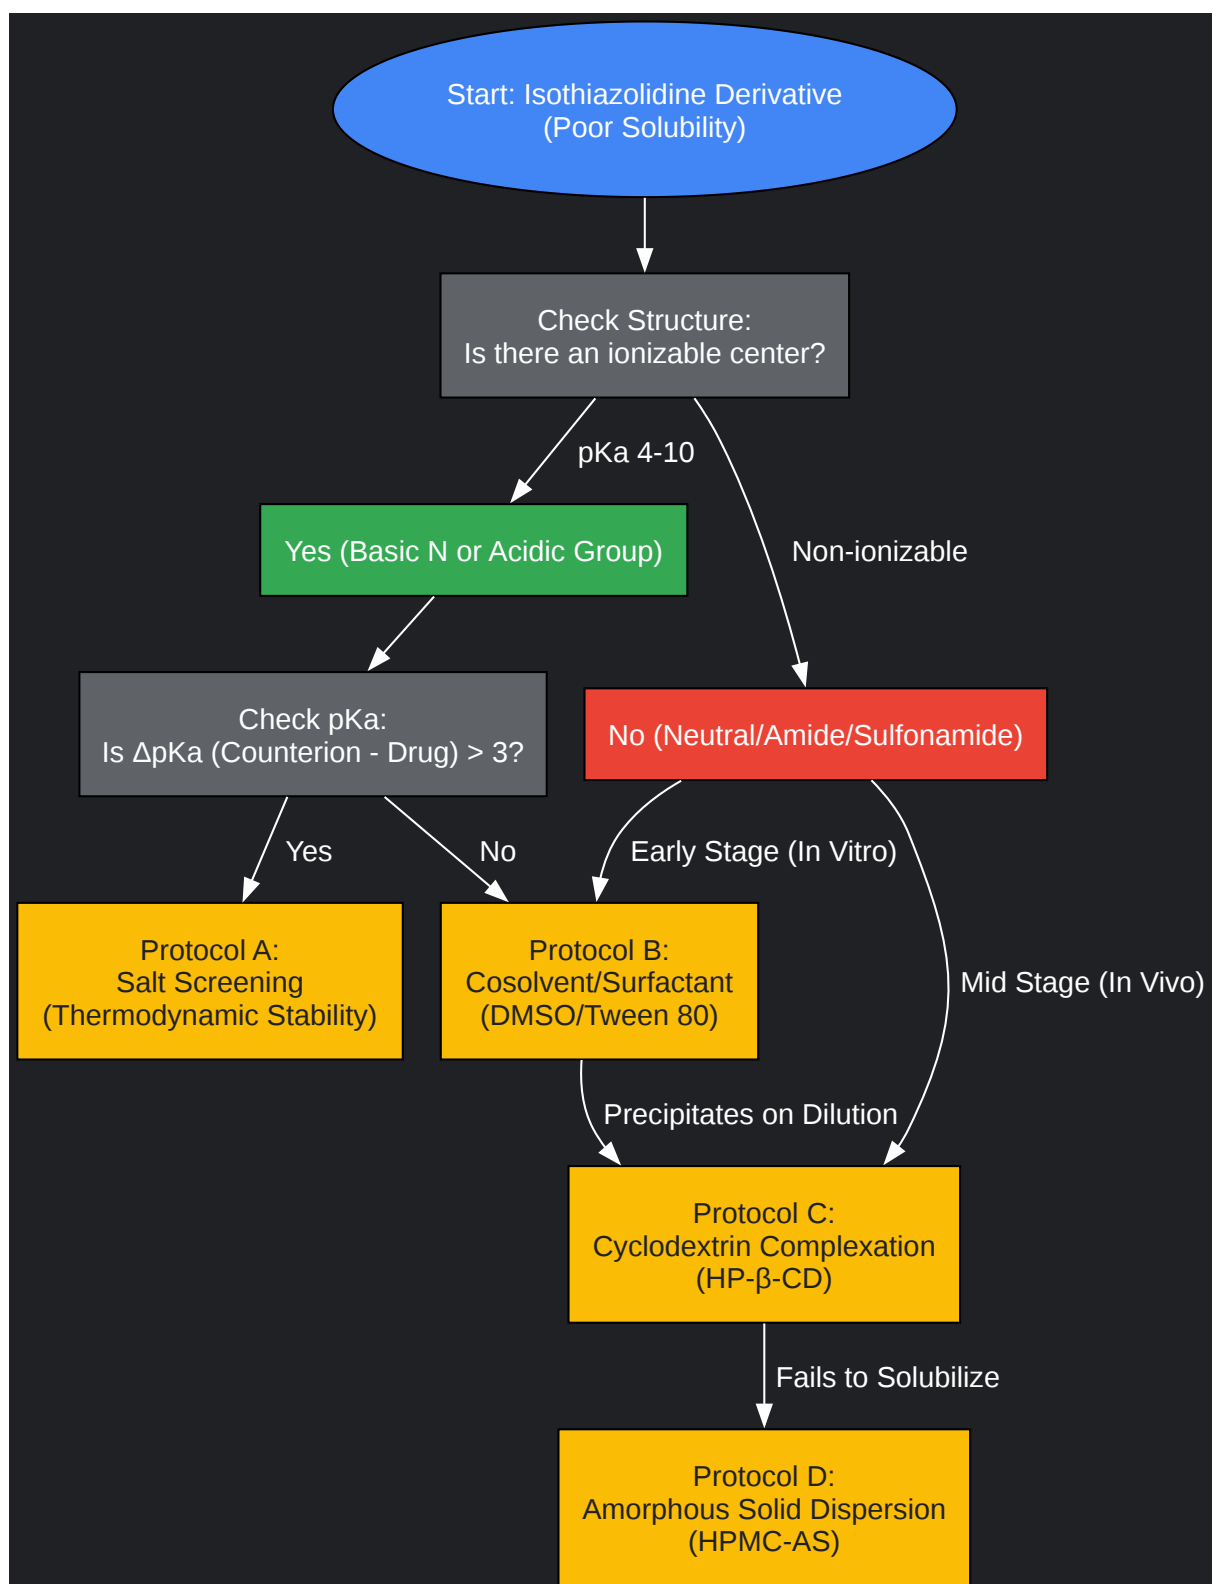 Start: Isothiazolidine Derivative
(Poor Solubility)
Check Structure:
Is there an ionizable center?
pKa 4-10
Yes (Basic N or Acidic Group)
Non-ionizable
Check pKa:
Is ΔpKa (Counterion - Drug) > 3?
No (Neutral/Amide/Sulfonamide)
Yes
No
Early Stage (In Vitro)
Protocol A:
Salt Screening
(Thermodynamic Stability)
Protocol B:
Cosolvent/Surfactant
(DMSO/Tween 80)
Mid Stage (In Vivo)
Precipitates on Dilution
Protocol C:
Cyclodextrin Complexation
(HP-β-CD)
Fails to Solubilize
Protocol D:
Amorphous Solid Dispersion
(HPMC-AS)